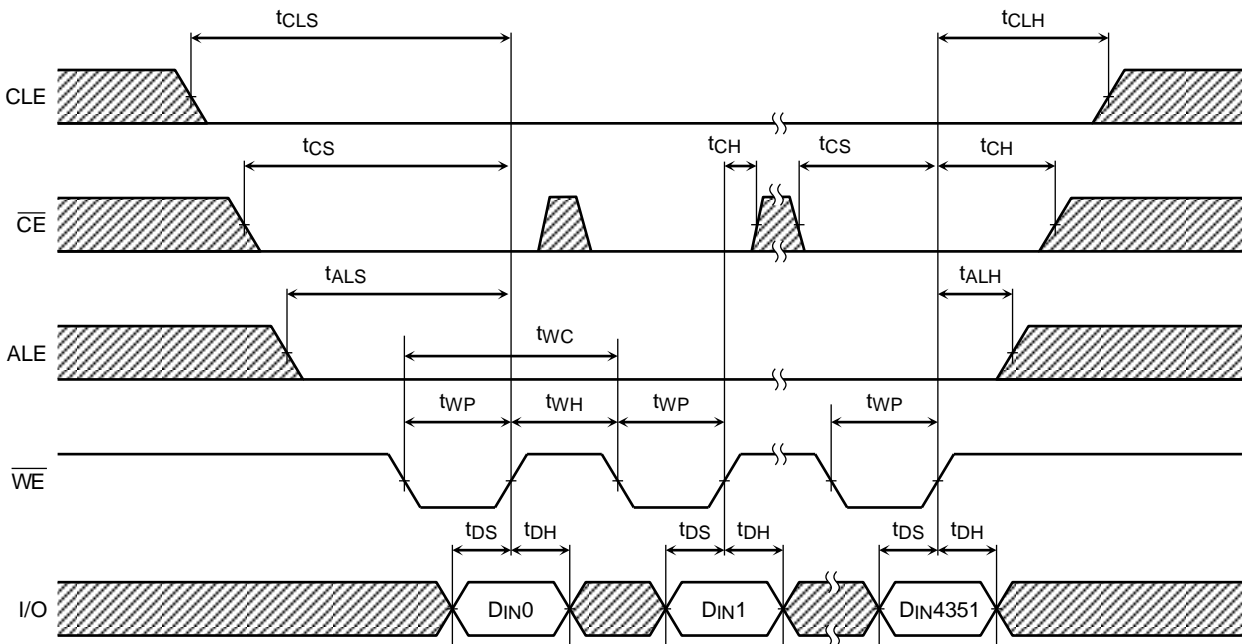 tCLS tCLH
CLE
tCS tCH tCS tCH
CE
tALS tALH
ALE
tWC
tWP tWH tWP tWP
WE
tDS tDH tDS tDH tDS tDH
I/O DIN0 DIN1 DIN4351